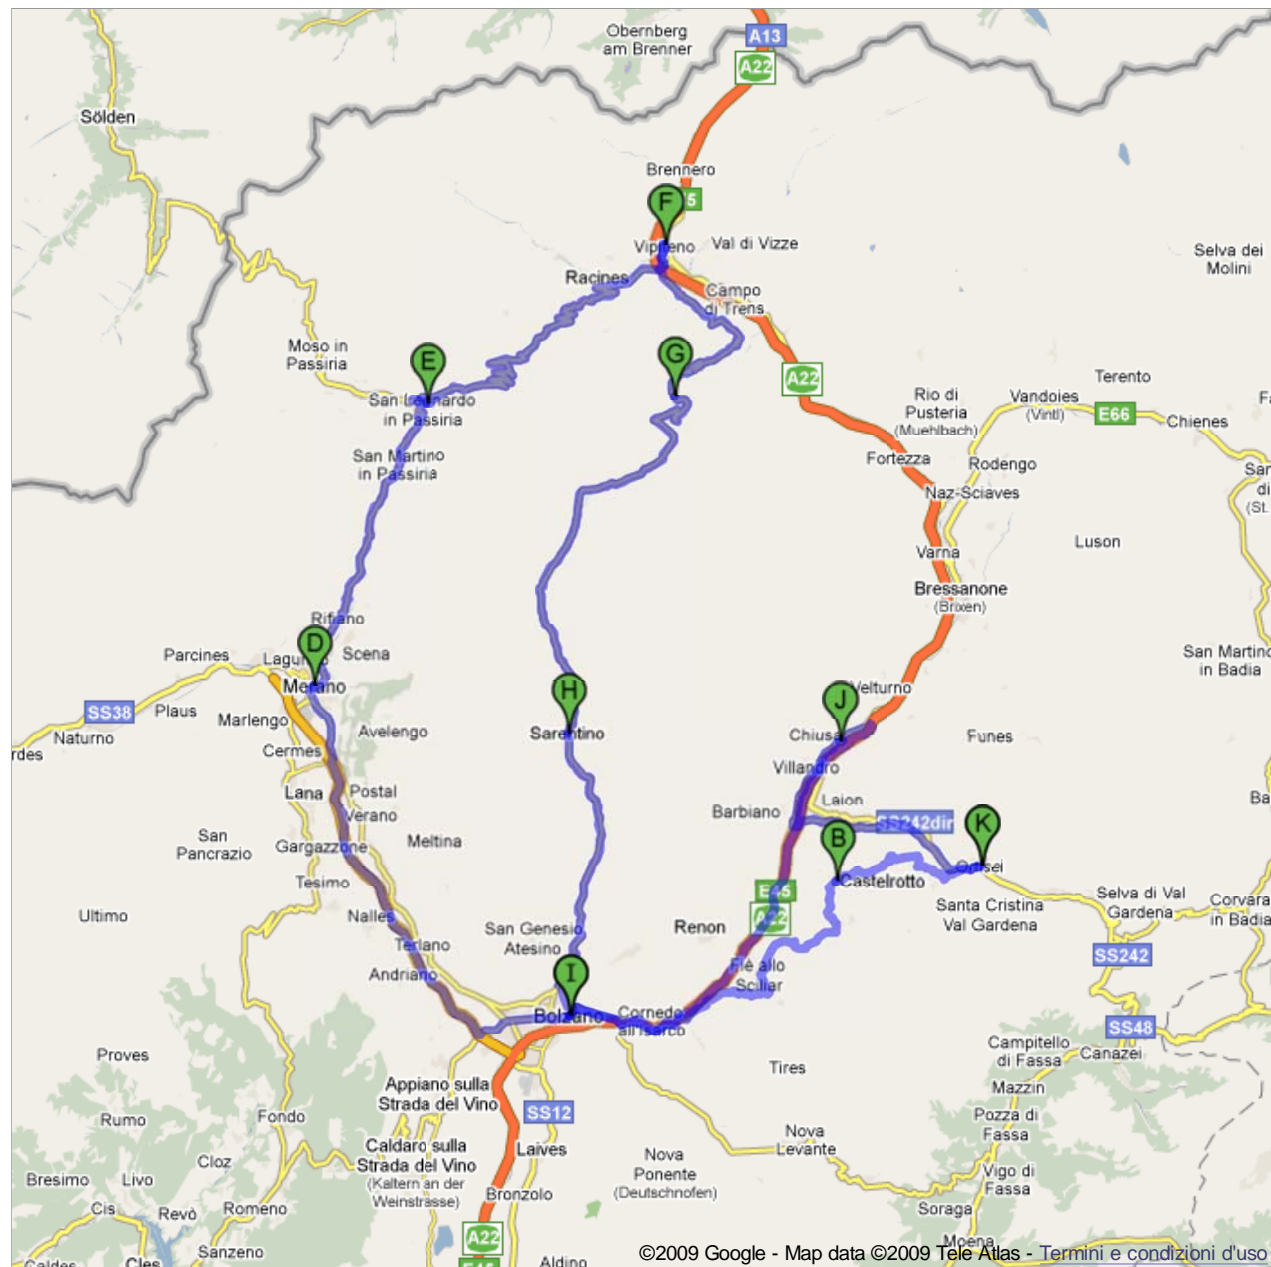 Obernberg
am Brenner
A13
A22
Sölden
Brennero
F
5
Vipiteno
Val di Vizze
Selva dei
Molini
Racines
Campo
di Trens
Moso in
Passiria
E
G
A22
San Leonardo
in Passiria
Rio di
Pusteria
(Muehlbach)
Vandoies
(Vintl)
Terento
E66
Chienes
San Martino
in Passiria
Fortezza
Rodengo
San
di
(St.
Naz-Sciaves
Varna
Luson
Bressanone
(Brixen)
Rifiano
D
Parcines
Lagundo
Scena
Merano
San Martino
in Badia
SS38
Plaus
Marlengo
Naturno
rdes
Avelengo
Cermes
H
Sarentino
J
Velturno
Chiusa
Funes
Villandro
Lana
Postal
Verano
Barbiano
Laion
SS242dir
K
B
San
Pancrazio
Gargazzone
Meltina
Ortisei
Castelrotto
Tesimo
E45
A22
Ultimo
Nalles
Santa Cristina
Val Gardena
Selva di Val
Gardena
Corvara
in Badia
San Genesio
Atesino
Renon
Terlano
Andriano
SS242
Fiè allo
Sciliar
I
Bolzano
Cornedo
all'Isarco
SS48
Campitello
di Fassa
Canazei
Proves
Tires
Mazzin
Appiano sulla
Strada del Vino
Rumo
Fondo
SS12
Pozza di
Fassa
Caldaro sulla
Strada del Vino
(Kaltern an der
Weinstrasse)
Laives
Nova
Levante
Cloz
Nova
Ponente
(Deutschnofen)
Vigo di
Fassa
Bresimo
Livo
Bronzolo
Cis
Revò
Romeno
Soraga
A22
Moena
Sanzeno
Caldes
Cles
E45
Aldino
©2009 Google - Map data ©2009 Tele Atlas - Termini e condizioni d'uso